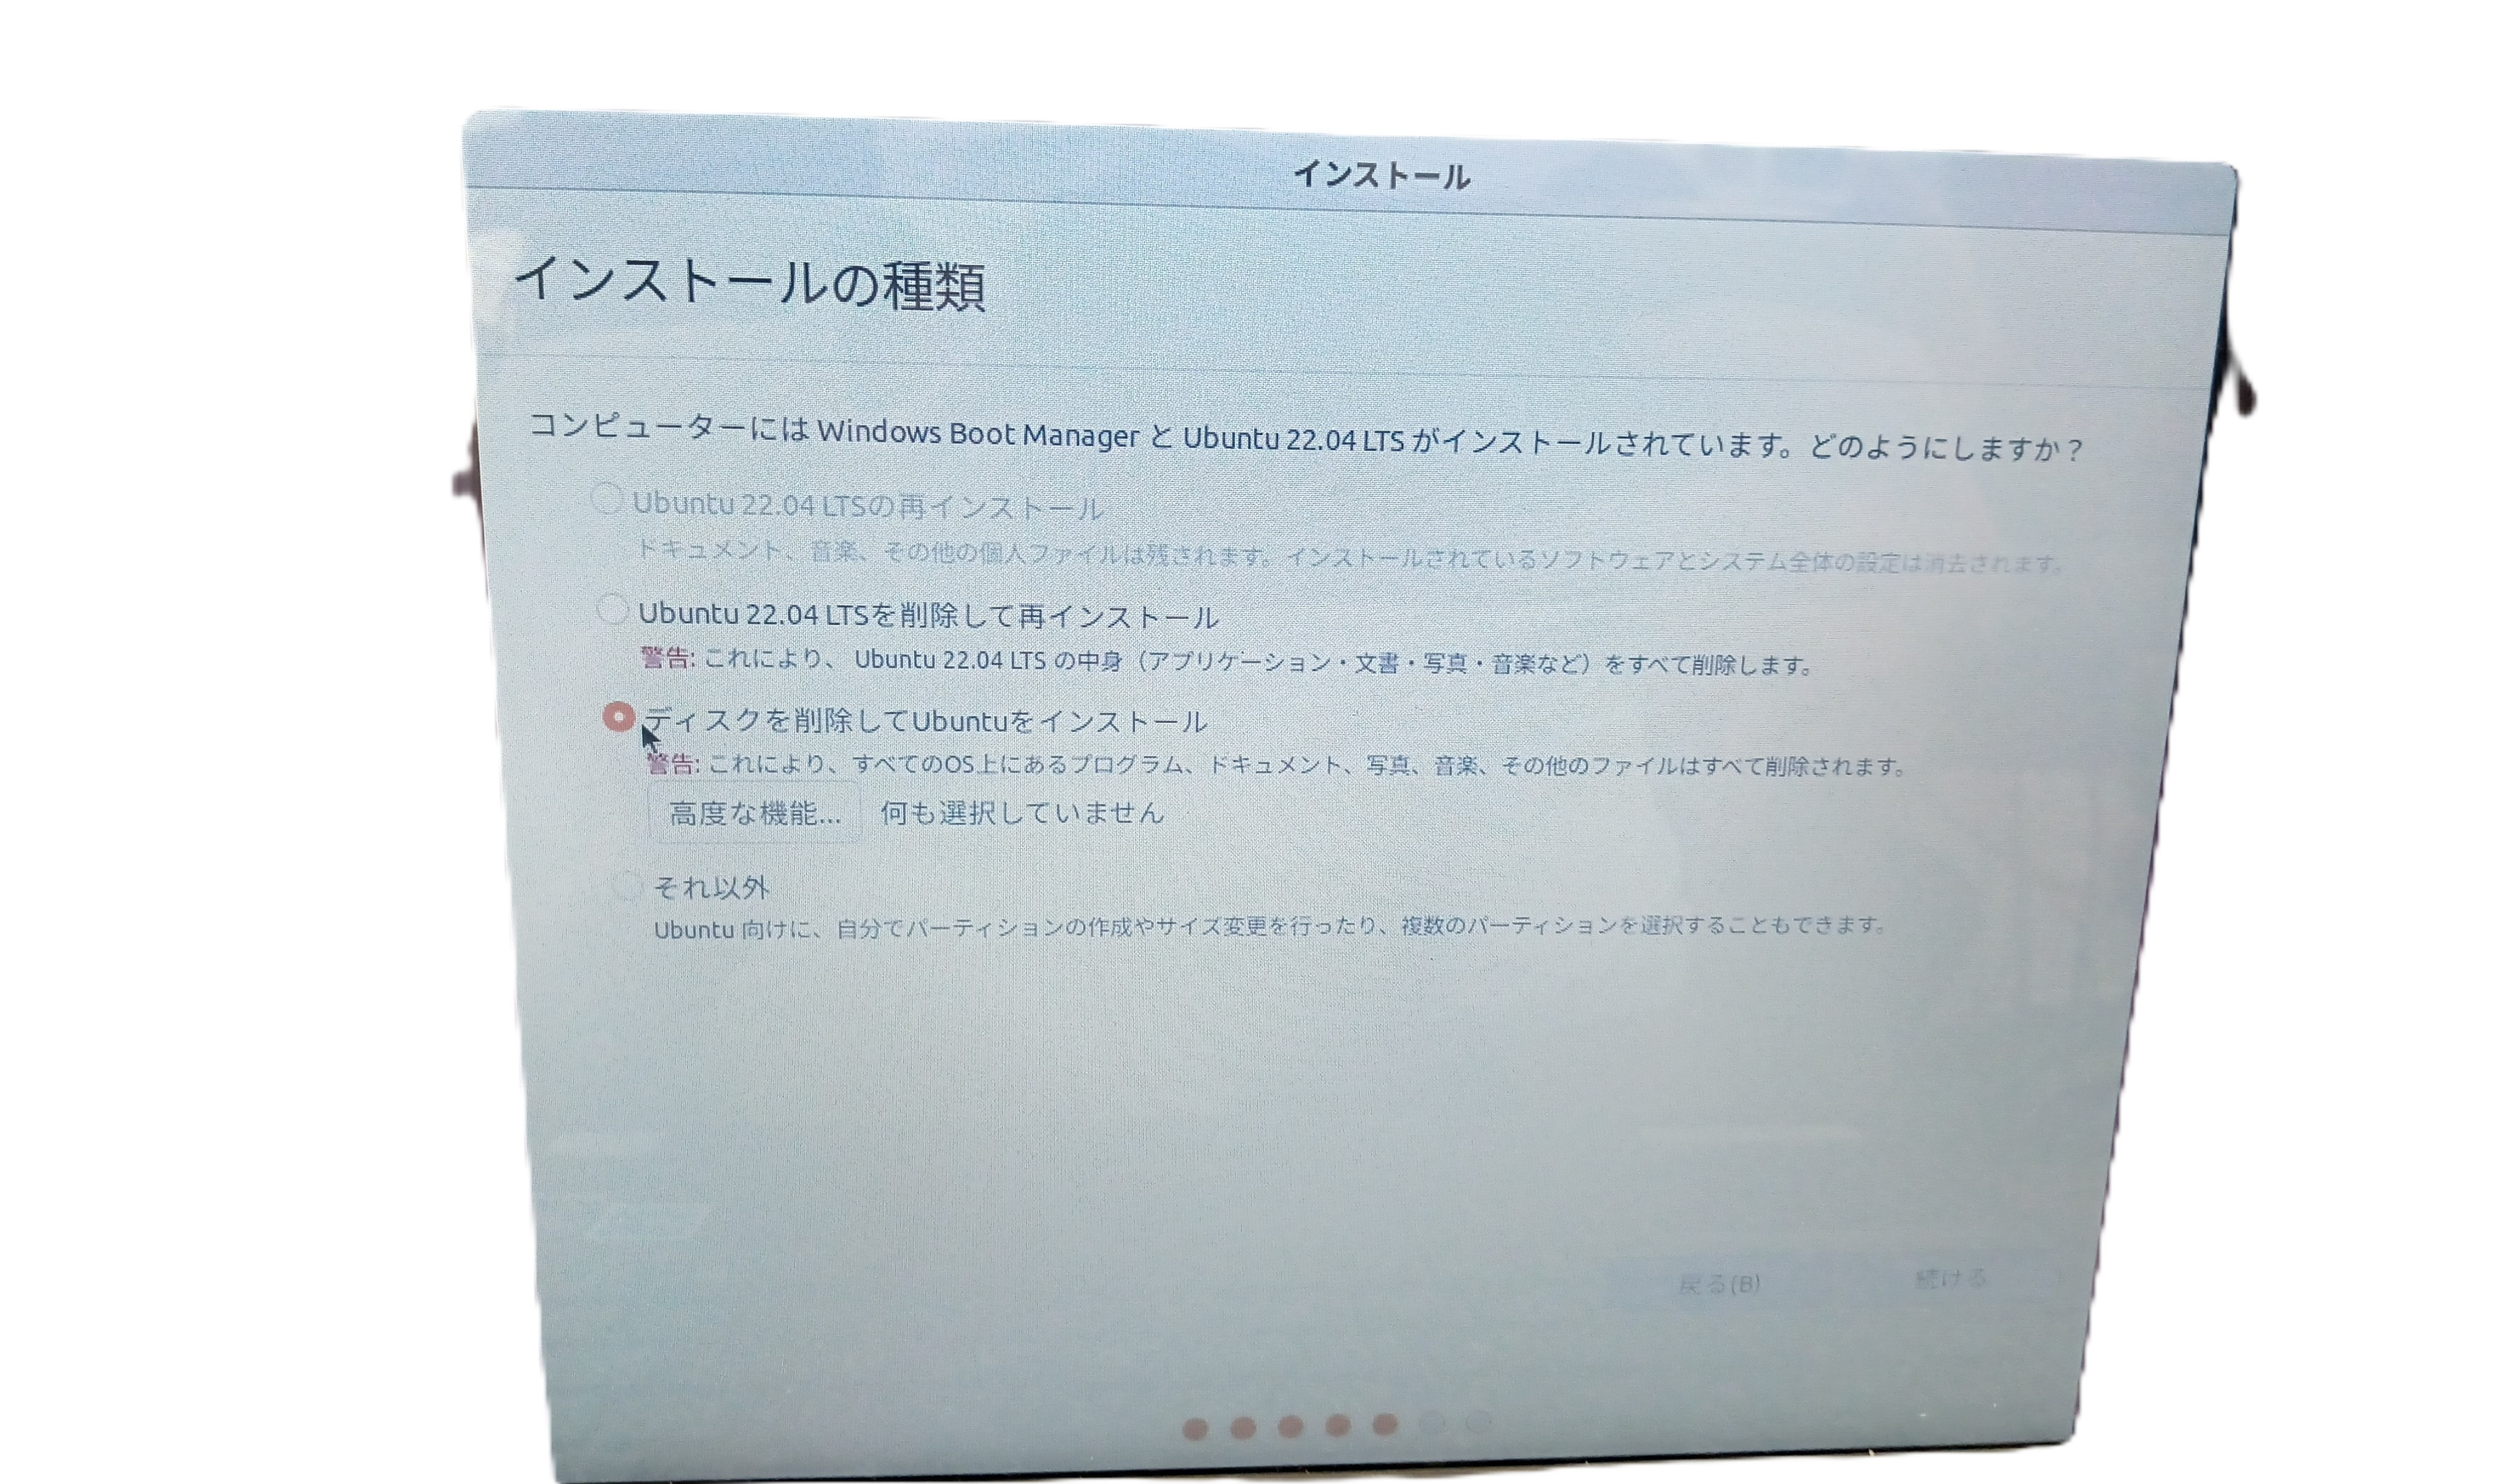 インストール
インストールの種類
コンピューターには Windows Boot Manager と Ubuntu 22.04 LTS がインストールされています。どのようにしますか？
Ubuntu 22.04 LTSの再インストール
ドキュメント、音楽、その他の個人ファイルは残されます。インストールされているソフトウェアとシステム全体の設定は消去されます。
Ubuntu 22.04 LTSを削除して再インストール
警告: これにより、 Ubuntu 22.04 LTS の中身（アプリケーション・文書・写真・音楽など）をすべて削除します。
ディスクを削除してUbuntuをインストール
警告: これにより、すべてのOS上にあるプログラム、ドキュメント、写真、音楽、その他のファイルはすべて削除されます。
高度な機能... 何も選択していません
それ以外
Ubuntu 向けに、自分でパーティションの作成やサイズ変更を行ったり、複数のパーティションを選択することもできます。
戻る(B) 続ける